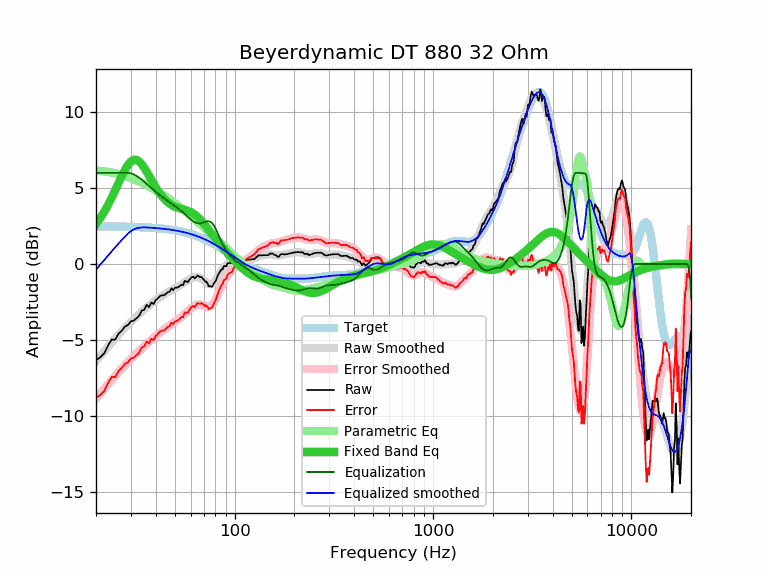 Beyerdynamic DT 880 32 Ohm
Amplitude (dBr)
10
5
0
−5
−10
−15
Target
Raw Smoothed
Error Smoothed
Raw
Error
Parametric Eq
Fixed Band Eq
Equalization
Equalized smoothed
100 1000 10000
Frequency (Hz)